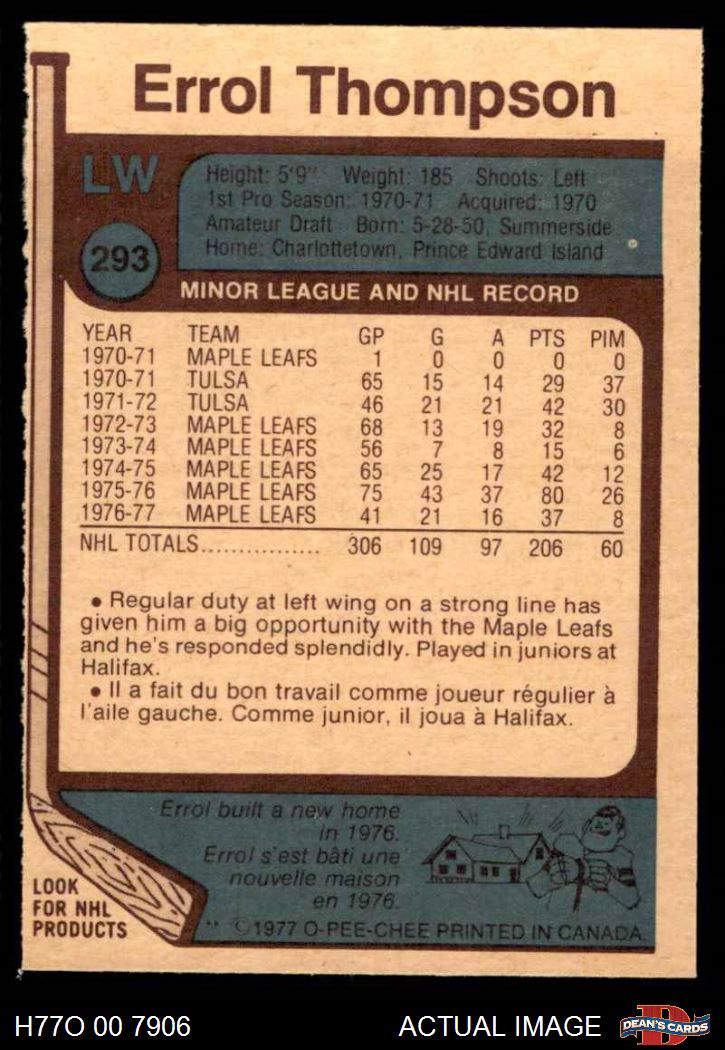 Errol Thompson
LW
Height: 5'9" Weight: 185 Shoots: Left
1st Pro Season: 1970-71 Acquired: 1970
Amateur Draft Born: 5-28-50, Summerside
Home: Charlottetown, Prince Edward Island
293
MINOR LEAGUE AND NHL RECORD
YEAR TEAM GP G A PTS PIM
1970-71 MAPLE LEAFS 1 0 0 0 0
1970-71 TULSA 65 15 14 29 37
1971-72 TULSA 46 21 21 42 30
1972-73 MAPLE LEAFS 68 13 19 32 8
1973-74 MAPLE LEAFS 56 7 8 15 6
1974-75 MAPLE LEAFS 65 25 17 42 12
1975-76 MAPLE LEAFS 75 43 37 80 26
1976-77 MAPLE LEAFS 41 21 16 37 8
NHL TOTALS................ 306 109 97 206 60
• Regular duty at left wing on a strong line has
given him a big opportunity with the Maple Leafs
and he's responded splendidly. Played in juniors at
Halifax.
• Il a fait du bon travail comme joueur régulier à
l'aile gauche. Comme junior, il joua à Halifax.
Errol built a new home
in 1976.
Errol s'est bâti une
nouvelle maison
en 1976.
LOOK
FOR NHL
PRODUCTS
** ©1977 O-PEE-CHEE PRINTED IN CANADA
H77O 00 7906 ACTUAL IMAGE
D
DEAN'S CARDS